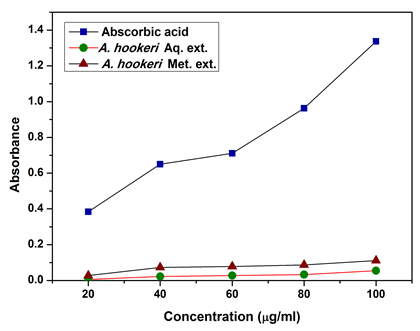 Abscorbic acid
A. hookeri Aq. ext.
A. hookeri Met. ext.
Absorbance
1.4
1.2
1.0
0.8
0.6
0.4
0.2
0.0
20 40 60 80 100
Concentration (μg/ml)